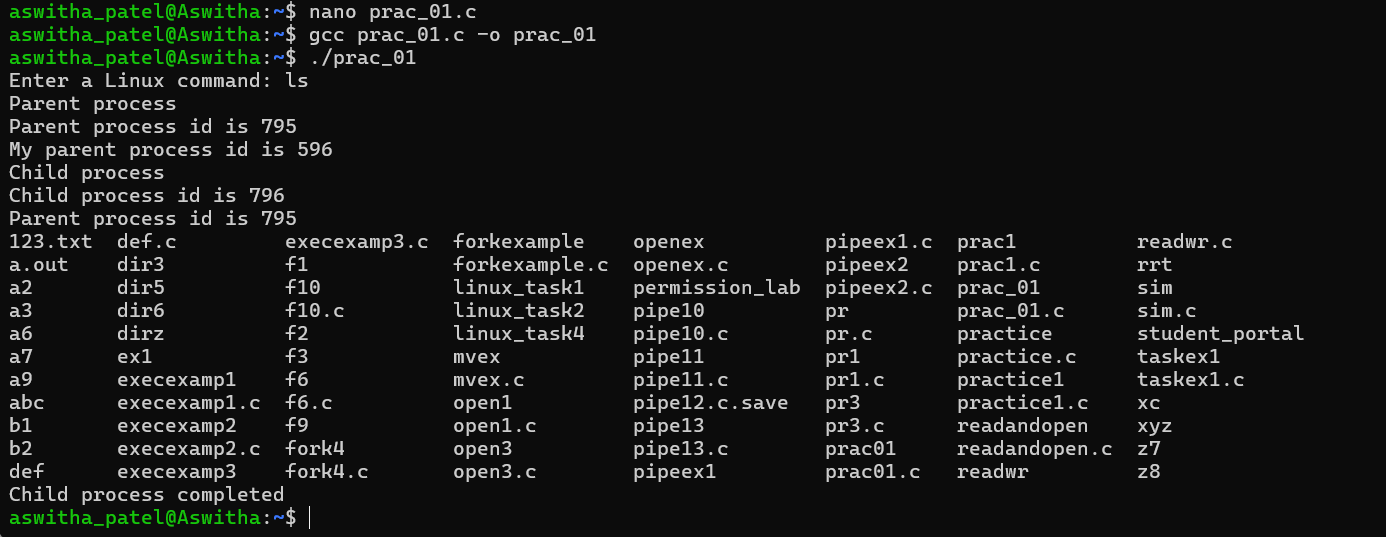 aswitha_patel@Aswitha:~$ nano prac_01.c
aswitha_patel@Aswitha:~$ gcc prac_01.c -o prac_01
aswitha_patel@Aswitha:~$ ./prac_01
Enter a Linux command: ls
Parent process
Parent process id is 795
My parent process id is 596
Child process
Child process id is 796
Parent process id is 795
123.txt  def.c         execexamp3.c  forkexample    openex          pipeex1.c  prac1          readwr.c
a.out    dir3          f1            forkexample.c  openex.c        pipeex2    prac1.c        rrt
a2       dir5          f10           linux_task1    permission_lab  pipeex2.c  prac_01        sim
a3       dir6          f10.c         linux_task2    pipe10          pr         prac_01.c      sim.c
a6       dirz          f2            linux_task4    pipe10.c        pr.c       practice       student_portal
a7       ex1           f3            mvex           pipe11          pr1        practice.c     taskex1
a9       execexamp1    f6            mvex.c         pipe11.c        pr1.c      practice1      taskex1.c
abc      execexamp1.c  f6.c          open1          pipe12.c.save   pr3        practice1.c    xc
b1       execexamp2    f9            open1.c        pipe13          pr3.c      readandopen    xyz
b2       execexamp2.c  fork4         open3          pipe13.c        prac01     readandopen.c  z7
def      execexamp3    fork4.c       open3.c        pipeex1         prac01.c   readwr         z8
Child process completed
aswitha_patel@Aswitha:~$